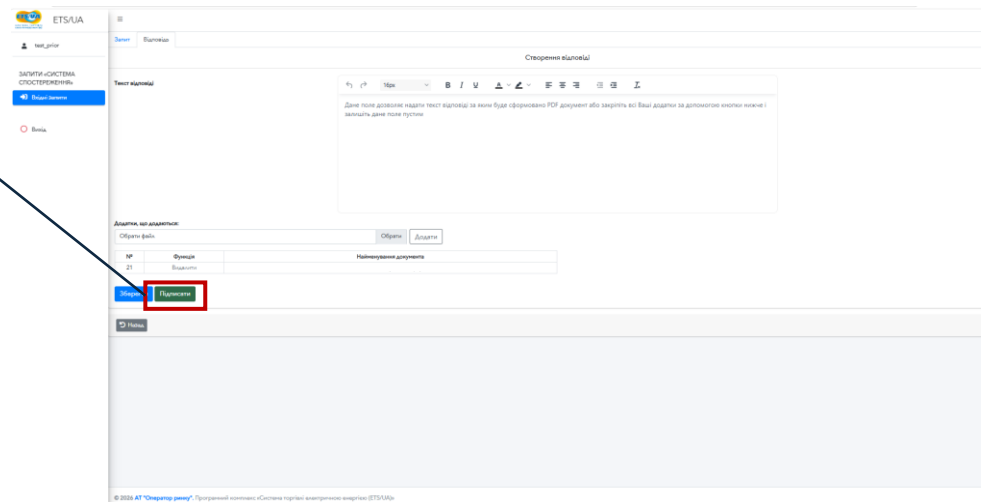 ETS/UA
test_prior
ЗАПИТИ «СИСТЕМА
СПОСТЕРЕЖЕННЯ»
Вхідні запити
Вихід
Запит Відповідь
Створення відповіді
Текст відповіді
16px
B I U A
Дане поле дозволяє надати текст відповіді за яким буде сформовано PDF документ або закріпіть всі Ваші додатки за допомогою кнопки нижче і
залишіть дане поле пустим
Додатки, що додаються:
Обрати файл Обрати Додати
№ Функція Найменування документа
21 Видалити
Підписати
Назад
© 2026 АТ "Оператор ринку". Програмний комплекс «Система торгівлі електричною енергією (ETS/UA)»